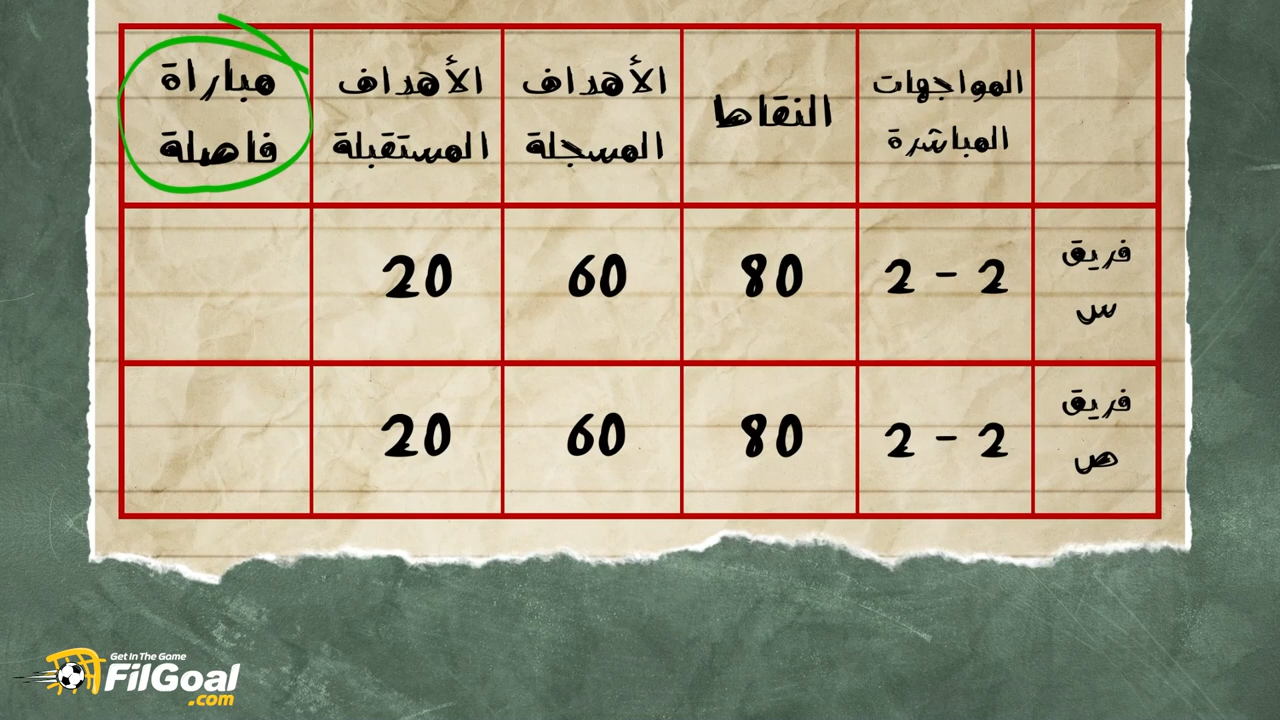 المواجهات
المباشرة
النقاط
الأهداف
المسجلة
الأهداف
المستقبلة
مباراة
فاصلة
فريق
س
2 - 2
80
60
20
فريق
ص
2 - 2
80
60
20
Get In The Game
FilGoal
.com